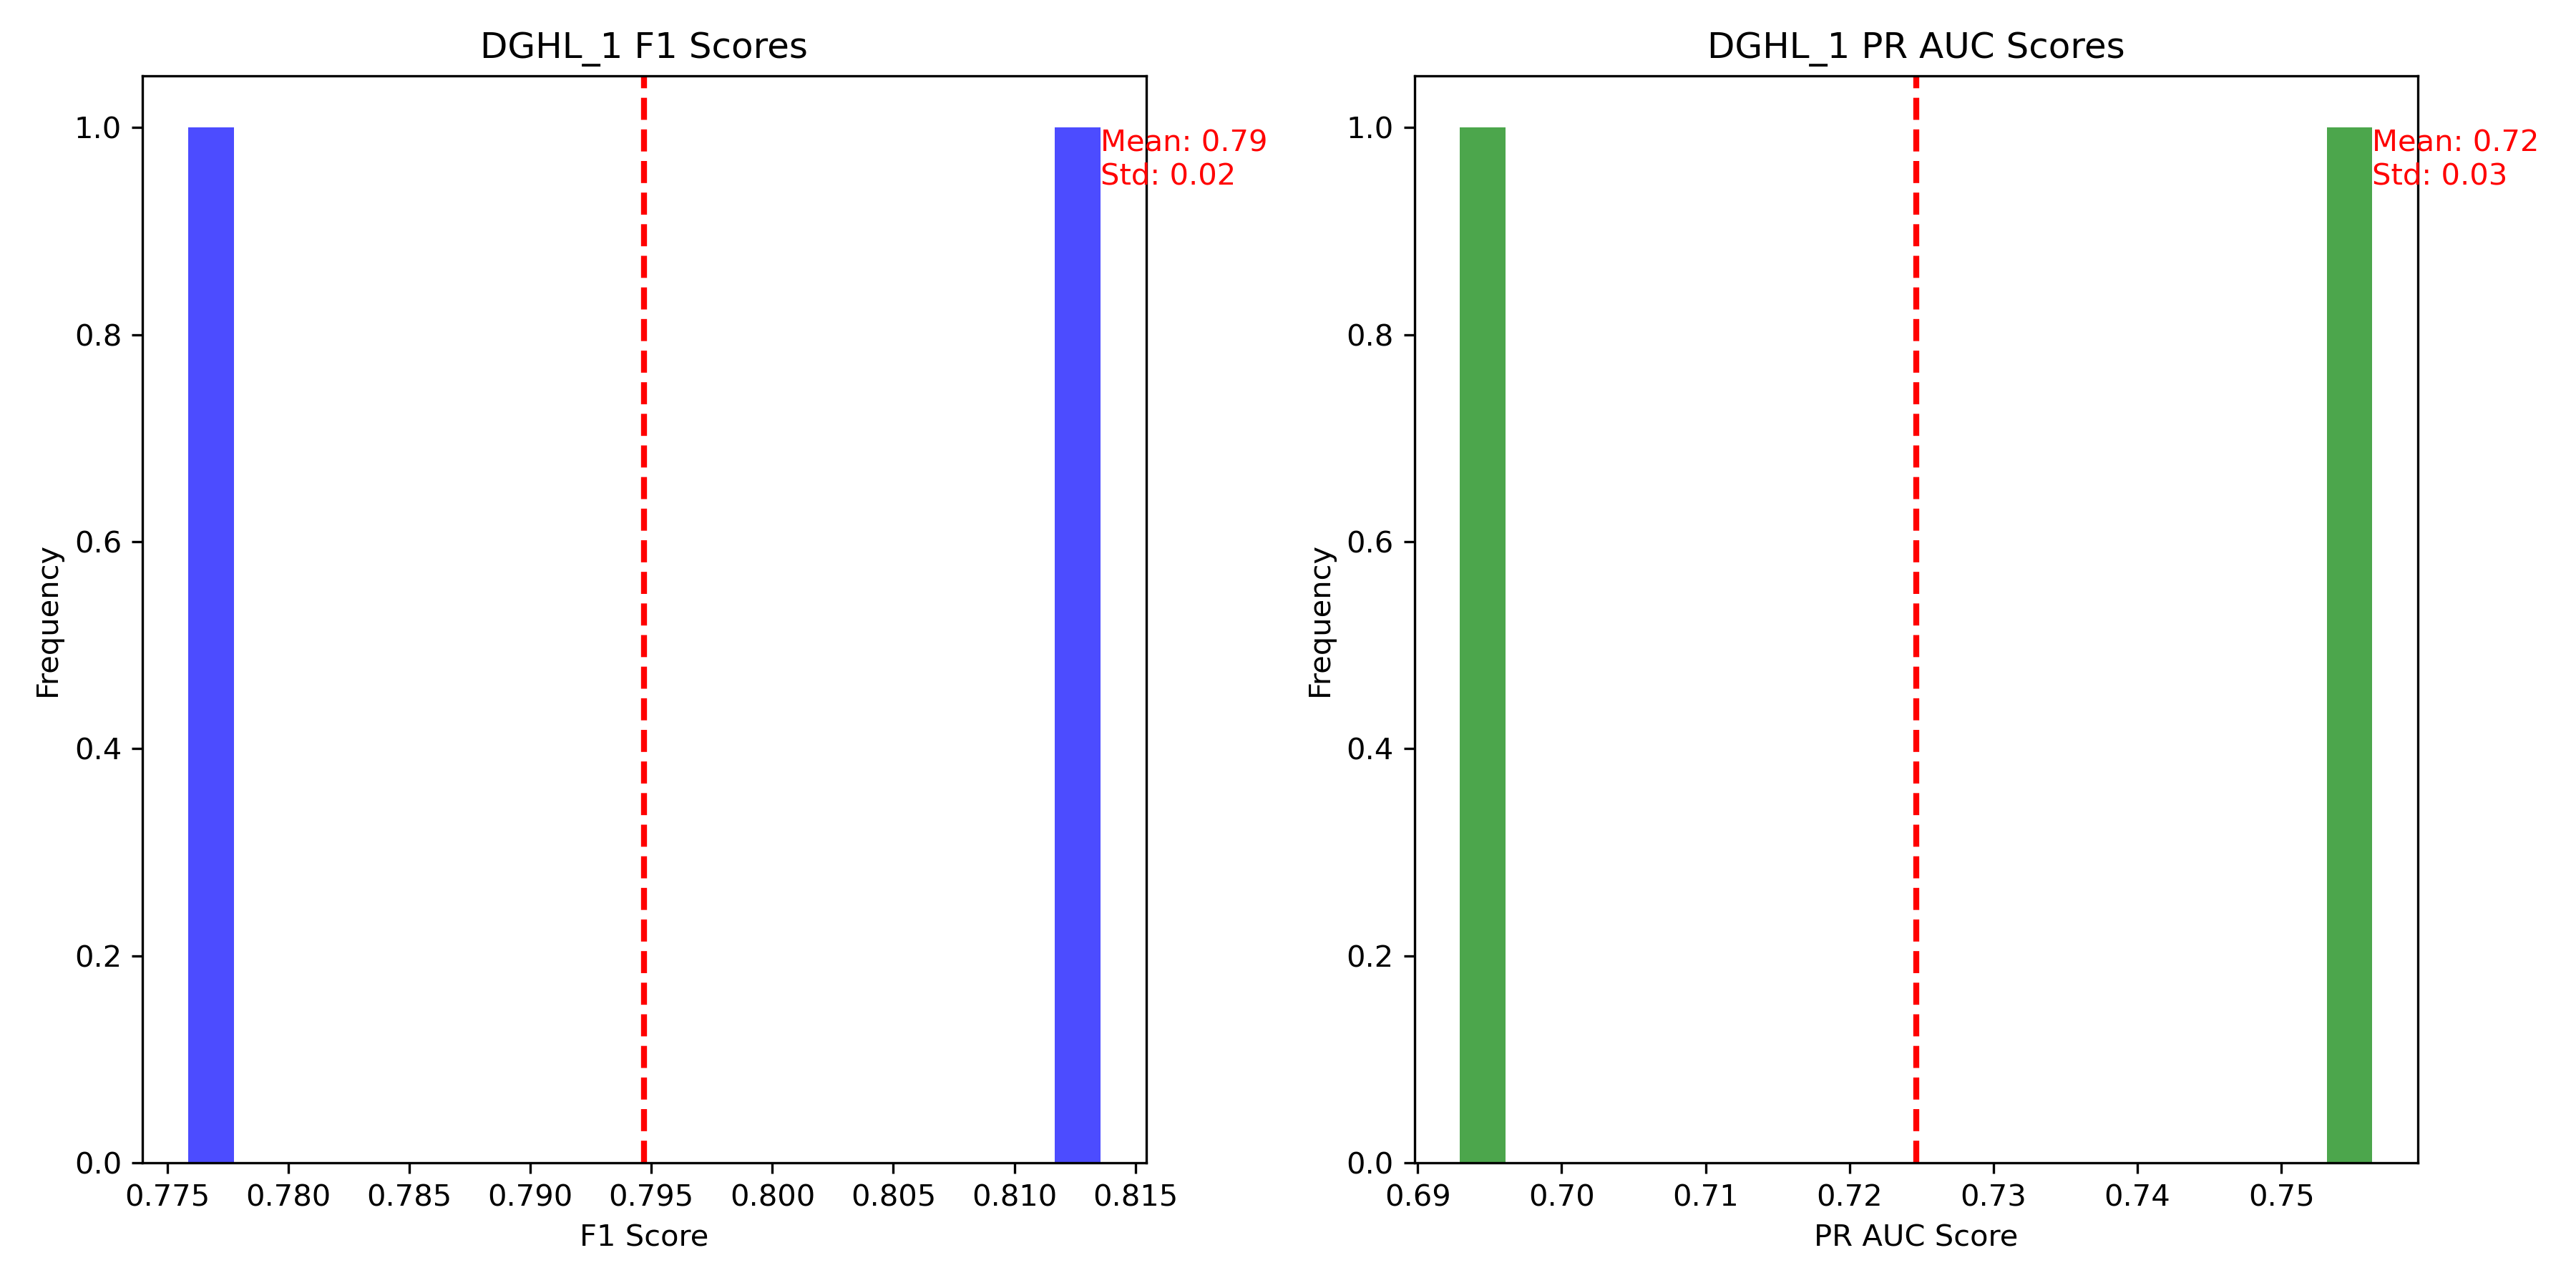 DGHL_1 F1 Scores
1.0
0.8
0.6
0.4
0.2
0.0
Frequency
Mean: 0.79
Std: 0.02
0.775 0.780 0.785 0.790 0.795 0.800 0.805 0.810 0.815
F1 Score
DGHL_1 PR AUC Scores
1.0
0.8
0.6
0.4
0.2
0.0
Frequency
Mean: 0.72
Std: 0.03
0.69 0.70 0.71 0.72 0.73 0.74 0.75
PR AUC Score